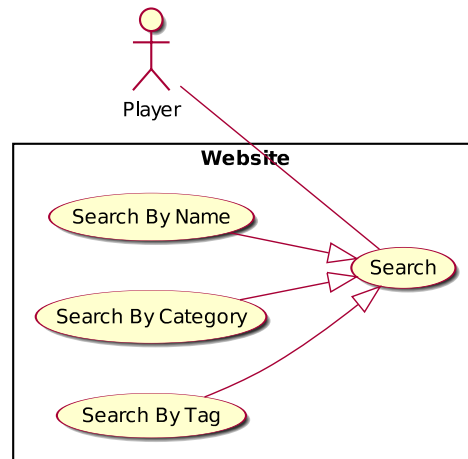 Player
Website
Search By Name
Search
Search By Category
Search By Tag